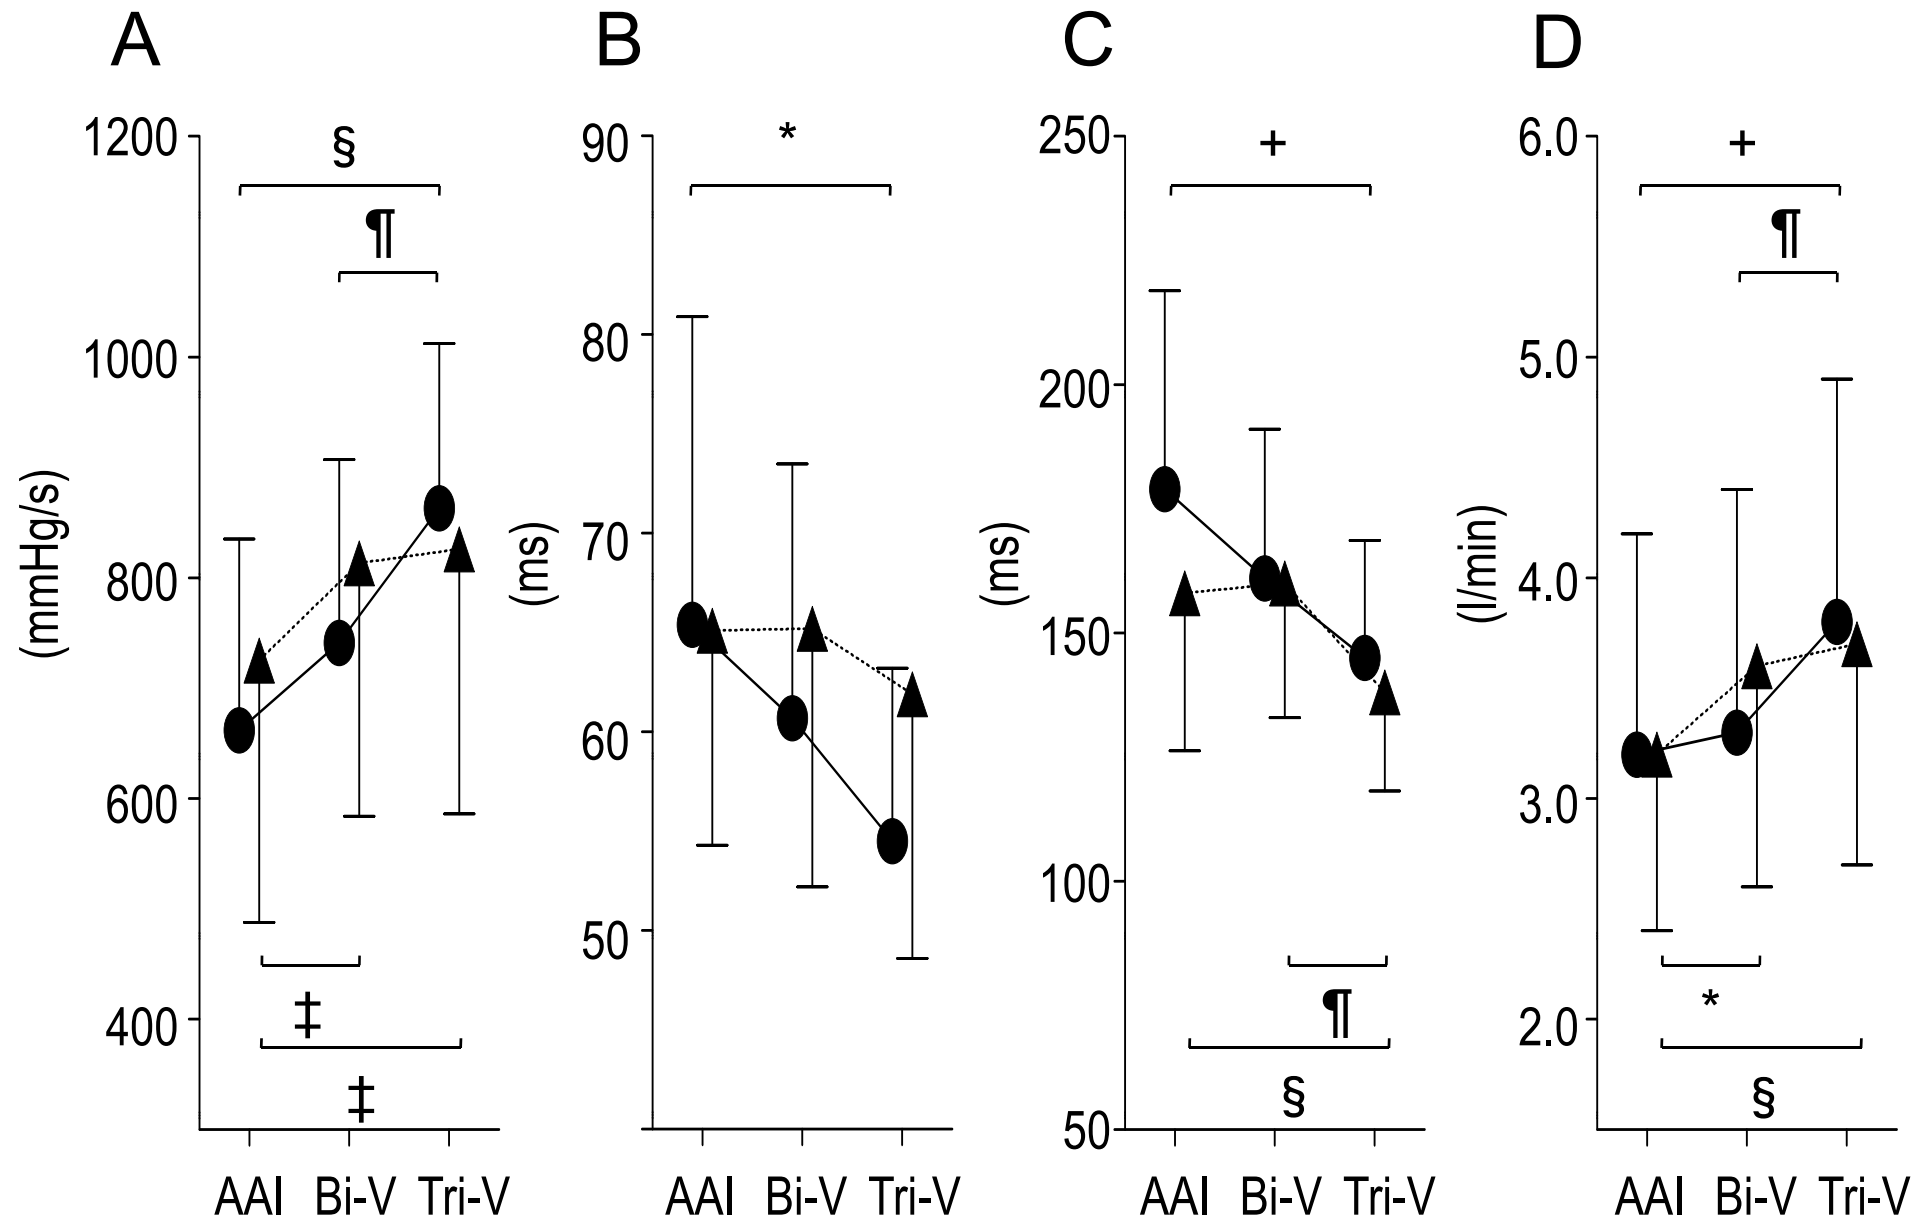 A
B
C
D
(mmHg/s)
1200
1000
800
600
400
§
¶
‡
‡
AAI Bi-V Tri-V
(ms)
90
80
70
60
50
*
AAI Bi-V Tri-V
(ms)
250
200
150
100
50
+
¶
§
AAI Bi-V Tri-V
(l/min)
6.0
5.0
4.0
3.0
2.0
+
¶
*
§
AAI Bi-V Tri-V